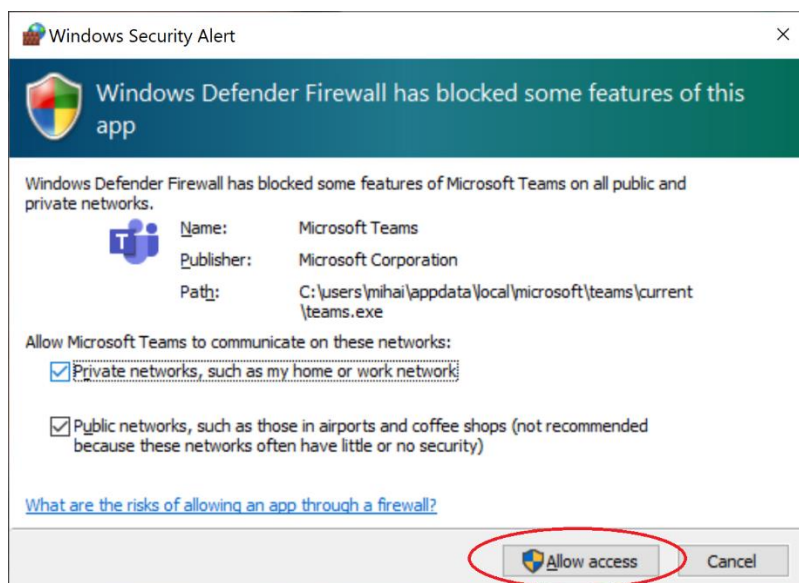 Windows Security Alert
Windows Defender Firewall has blocked some features of this
app
Windows Defender Firewall has blocked some features of Microsoft Teams on all public and
private networks.
Name: Microsoft Teams
Publisher: Microsoft Corporation
Path: C:\users\mihai\appdata\local\microsoft\teams\current
\teams.exe
Allow Microsoft Teams to communicate on these networks:
Private networks, such as my home or work network
Public networks, such as those in airports and coffee shops (not recommended
because these networks often have little or no security)
What are the risks of allowing an app through a firewall?
Allow access Cancel